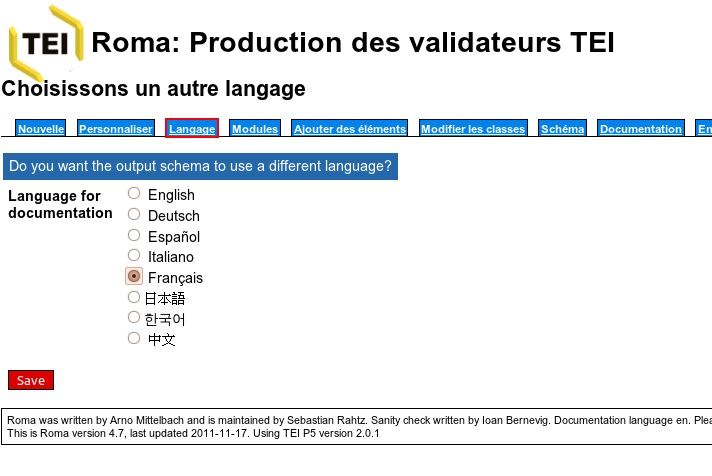 TEI
Roma: Production des validateurs TEI
Choisissons un autre langage
Nouvelle Personnaliser Langage Modules Ajouter des éléments Modifier les classes Schéma Documentation En
Do you want the output schema to use a different language?
Language for documentation
English
Deutsch
Español
Italiano
Français
日本語
한국어
中文
Save
Roma was written by Arno Mittelbach and is maintained by Sebastian Rahtz. Sanity check written by Ioan Bernevig. Documentation language en. Plea
This is Roma version 4.7, last updated 2011-11-17. Using TEI P5 version 2.0.1